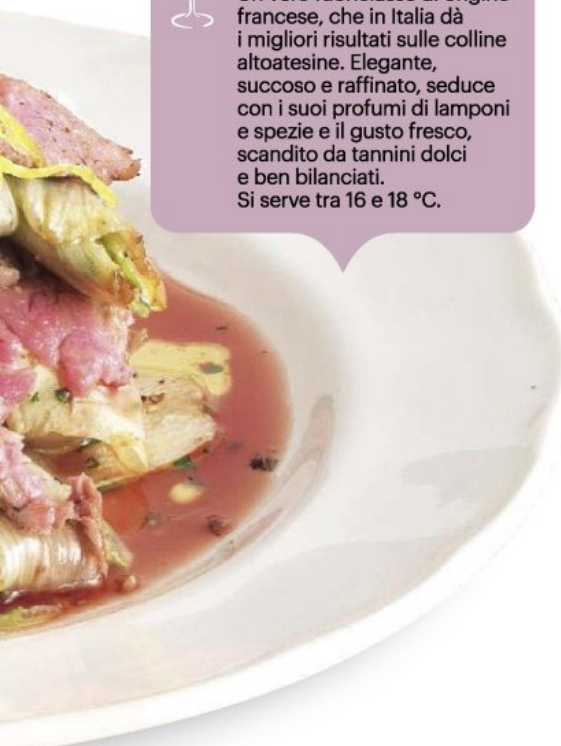 francese, che in Italia dà
i migliori risultati sulle colline
altoatesine. Elegante,
succoso e raffinato, seduce
con i suoi profumi di lamponi
e spezie e il gusto fresco,
scandito da tannini dolci
e ben bilanciati.
Si serve tra 16 e 18 °C.